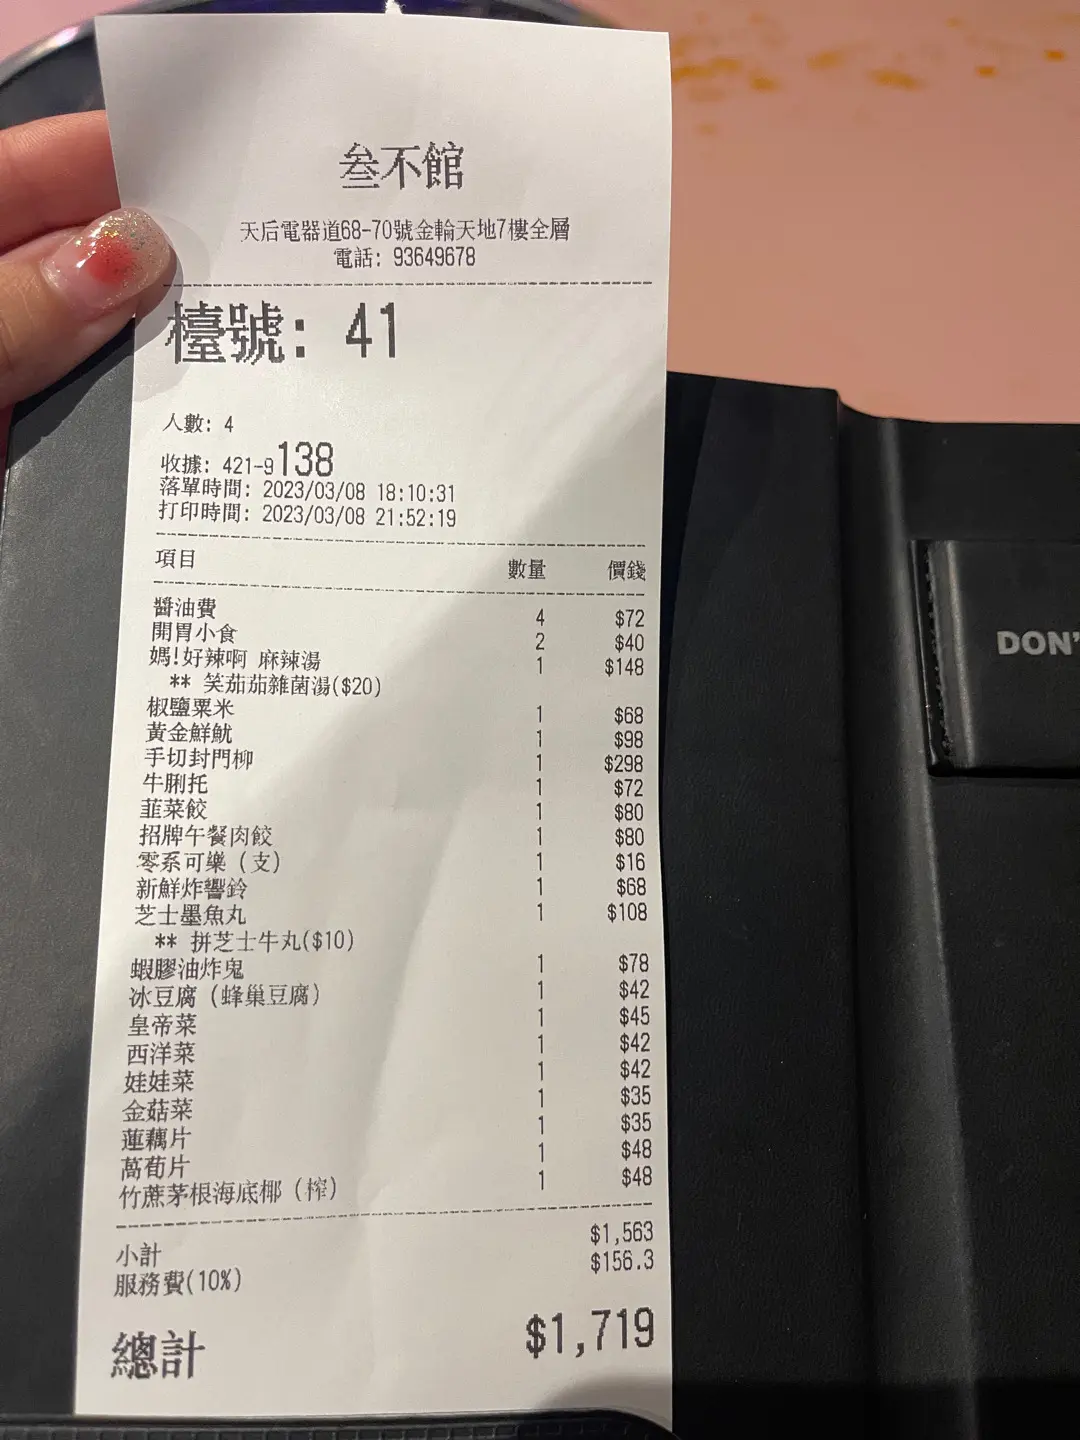 叁不館
天后電器道68-70號金輪天地7樓全層
電話: 93649678
檯號: 41
人數: 4
收據: 421-9138
落單時間: 2023/03/08 18:10:31
打印時間: 2023/03/08 21:52:19
項目 數量 價錢
醬油費 4 $72
開胃小食 2 $40
媽!好辣啊 麻辣湯 1 $148
** 笑茄茄雜菌湯($20)
椒鹽粟米 1 $68
黃金鮮魷 1 $98
手切封門柳 1 $298
牛脷托 1 $72
韮菜餃 1 $80
招牌午餐肉餃 1 $80
零系可樂 (支) 1 $16
新鮮炸響鈴 1 $68
芝士墨魚丸 1 $108
** 拼芝士牛丸($10)
蝦膠油炸鬼 1 $78
冰豆腐 (蜂巢豆腐) 1 $42
皇帝菜 1 $45
西洋菜 1 $42
娃娃菜 1 $42
金菇菜 1 $35
蓮藕片 1 $35
萵荀片 1 $48
竹蔗茅根海底椰 (榨) 1 $48
小計 $1,563
服務費(10%) $156.3
總計 $1,719
DON'